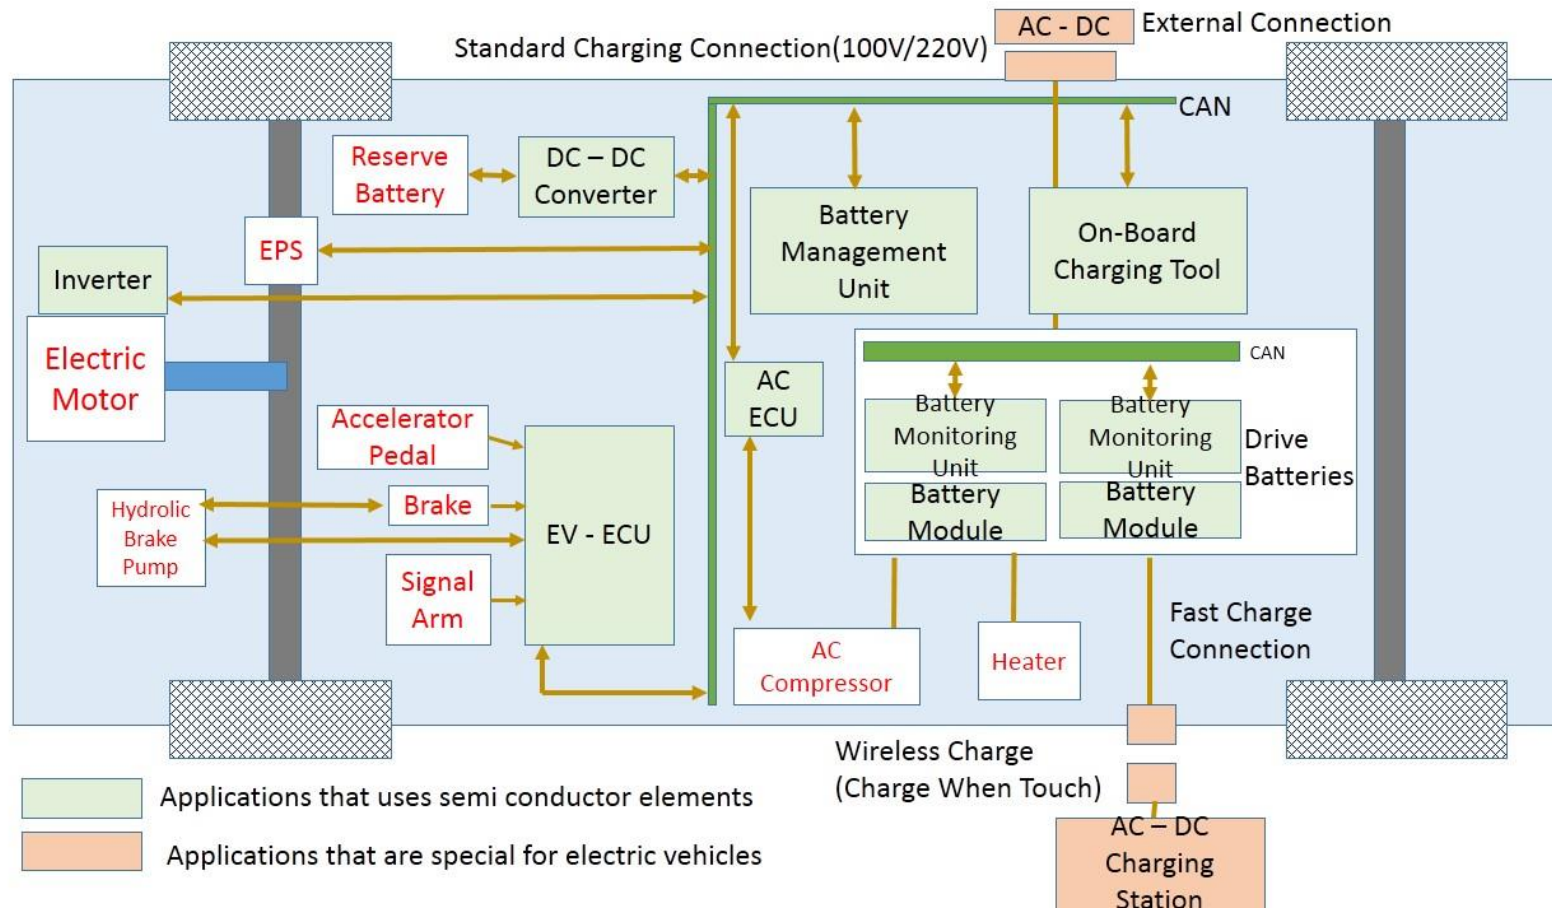 AC - DC
External Connection
Standard Charging Connection(100V/220V)
CAN
Reserve
Battery
DC – DC
Converter
Battery
Management
Unit
On-Board
Charging Tool
EPS
Inverter
Electric
Motor
CAN
AC
ECU
Battery
Monitoring
Unit
Battery
Module
Battery
Monitoring
Unit
Battery
Module
Drive
Batteries
Accelerator
Pedal
Brake
Hydrolic
Brake
Pump
EV - ECU
Signal
Arm
AC
Compressor
Heater
Fast Charge
Connection
Wireless Charge
(Charge When Touch)
AC – DC
Charging
Station
Applications that uses semi conductor elements
Applications that are special for electric vehicles